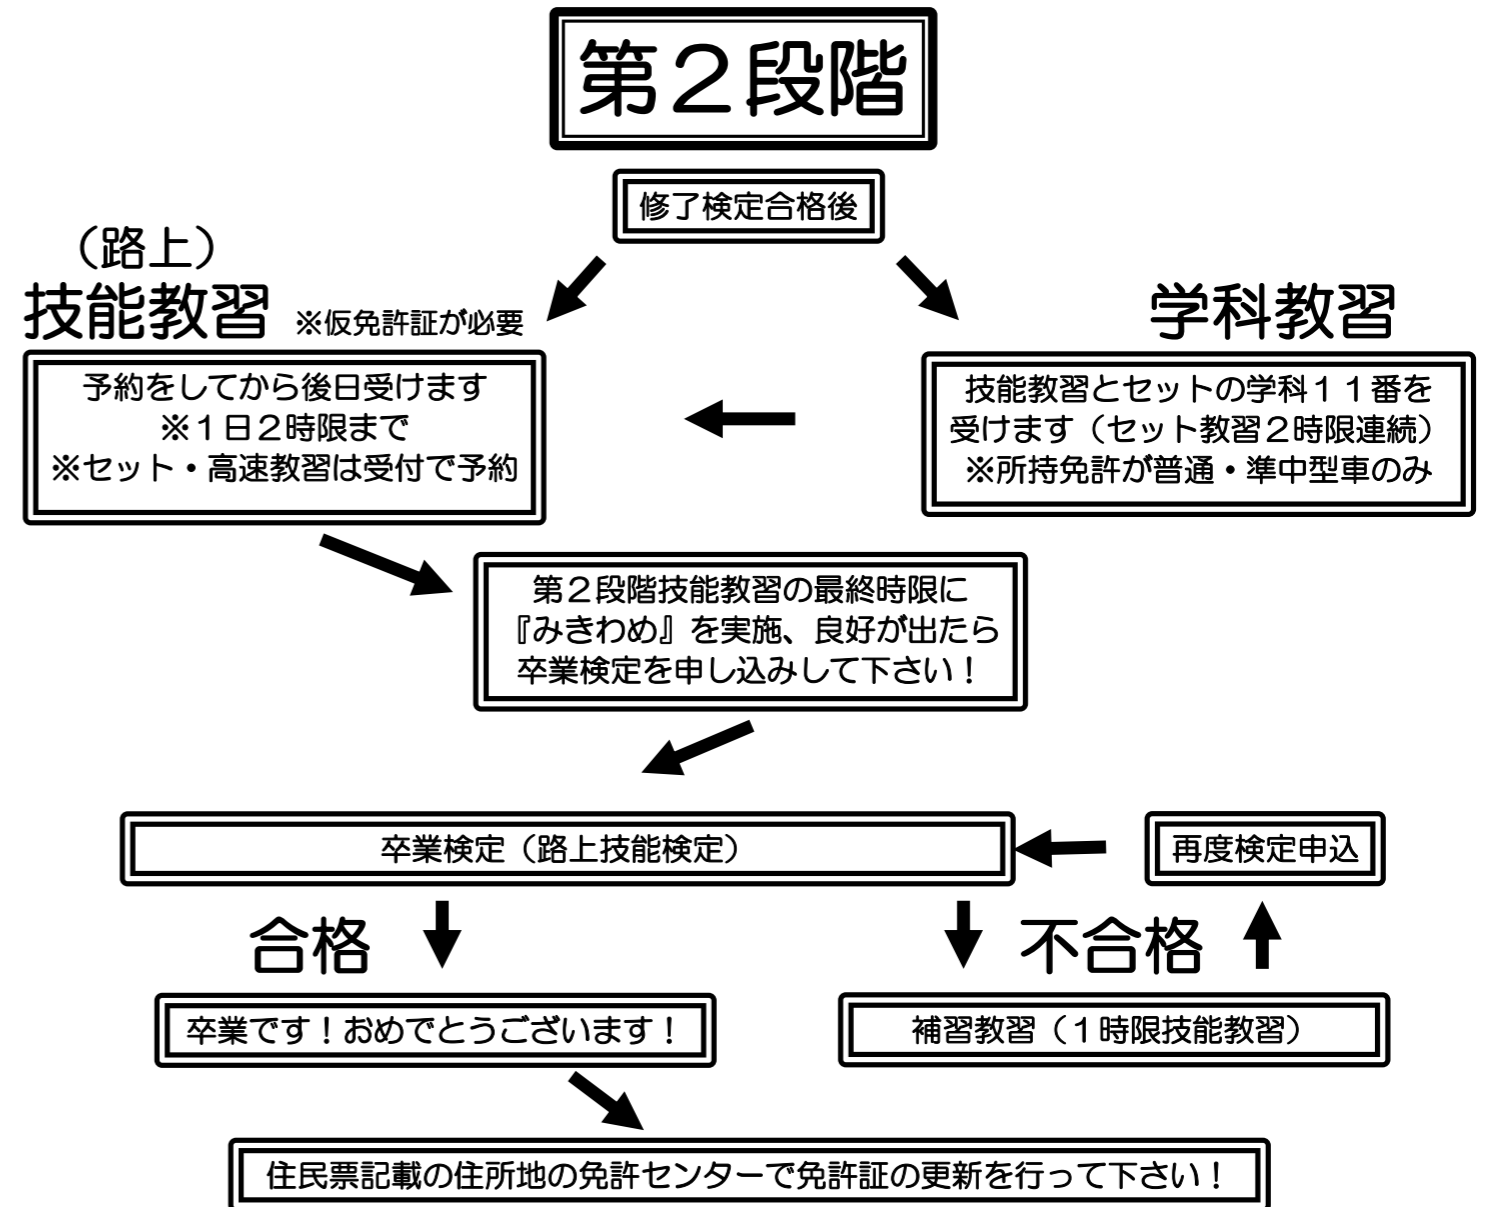 第２段階
修了検定合格後
（路上）
技能教習 ※仮免許証が必要
予約をしてから後日受けます
※１日２時限まで
※セット・高速教習は受付で予約
学科教習
技能教習とセットの学科１１番を
受けます（セット教習２時限連続）
※所持免許が普通・準中型車のみ
第２段階技能教習の最終時限に
『みきわめ』を実施、良好が出たら
卒業検定を申し込みして下さい！
卒業検定（路上技能検定）
再度検定申込
合格
不合格
卒業です！おめでとうございます！
補習教習（１時限技能教習）
住民票記載の住所地の免許センターで免許証の更新を行って下さい！